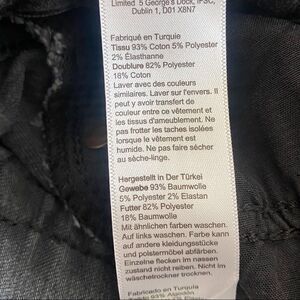 Limited 5 George's Dock, IFSC,
Dublin 1, D01 X8N7
Fabriqué en Turquie
Tissu 93% Coton 5% Polyester
2% Élasthanne
Doublure 82% Polyester
18% Coton
Laver avec des couleurs
similaires. Laver sur l'envers. Il
peut y avoir transfert de
couleur entre ce vêtement et
les tissus d'ameublement. Ne
pas frotter les taches isolées
lorsque le vêtement est
humide. Ne pas faire sécher
au sèche-linge.
Hergestellt in Der Türkei
Gewebe 93% Baumwolle
5% Polyester 2% Elastan
Futter 82% Polyester
18% Baumwolle
Mit ähnlichen farben waschen.
Auf links waschen. Farbe kann
auf andere kleidungsstücke
und polstermöbel abfärben.
Einzelne flecken im nassen
zustand nicht reiben. Nicht im
wäschetrockner trocknen.
Fabricado en Turquía
Tejido 93% Algodón